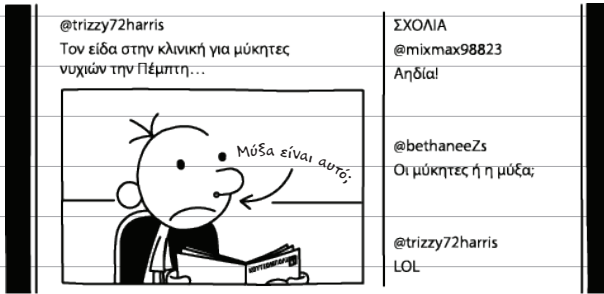 @trizzy72harris
Τον είδα στην κλινική για μύκητες
νυχιών την Πέμπτη...
Μύξα είναι αυτό;
ΣΧΟΛΙΑ
@mixmax98823
Αηδία!
@bethaneeZs
Οι μύκητες ή η μύξα;
@trizzy72harris
LOL